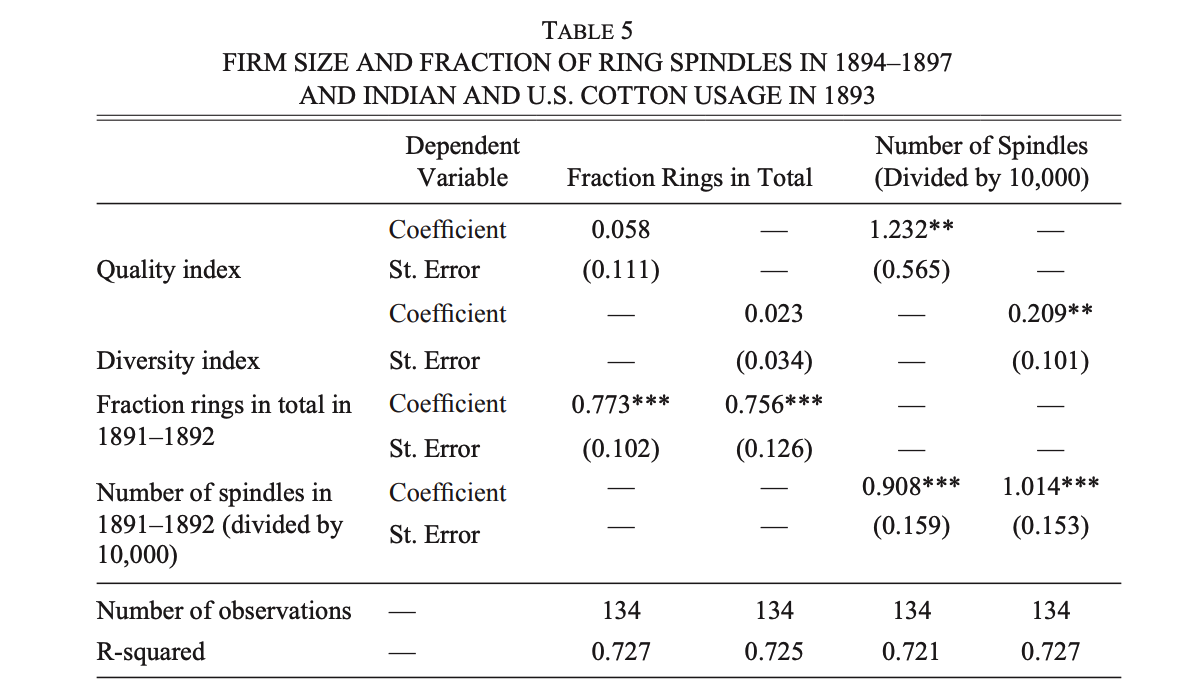 TABLE 5
FIRM SIZE AND FRACTION OF RING SPINDLES IN 1894–1897
AND INDIAN AND U.S. COTTON USAGE IN 1893
Dependent Variable Fraction Rings in Total Number of Spindles (Divided by 10,000)
Coefficient 0.058 — 1.232** —
Quality index St. Error (0.111) — (0.565) —
Coefficient — 0.023 — 0.209**
Diversity index St. Error — (0.034) — (0.101)
Fraction rings in total in Coefficient 0.773*** 0.756*** — —
1891–1892 St. Error (0.102) (0.126) — —
Number of spindles in Coefficient — — 0.908*** 1.014***
1891–1892 (divided by St. Error — — (0.159) (0.153)
10,000)
Number of observations — 134 134 134 134
R-squared — 0.727 0.725 0.721 0.727